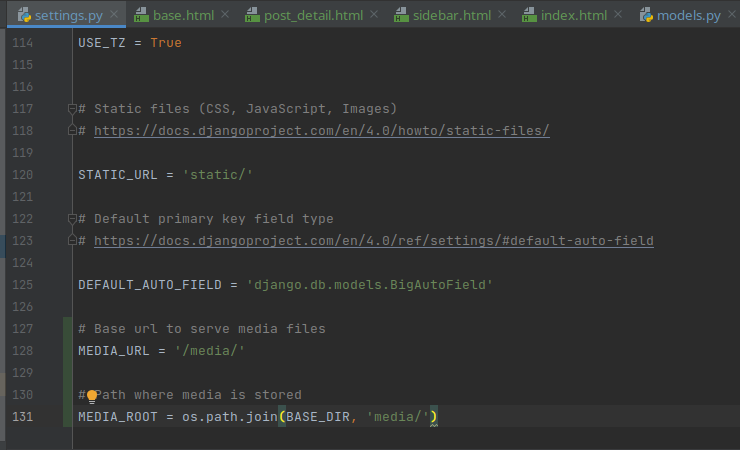 settings.py base.html post_detail.html sidebar.html index.html models.py
114 USE_TZ = True
115
116
117 # Static files (CSS, JavaScript, Images)
118 # https://docs.djangoproject.com/en/4.0/howto/static-files/
119
120 STATIC_URL = 'static/'
121
122 # Default primary key field type
123 # https://docs.djangoproject.com/en/4.0/ref/settings/#default-auto-field
124
125 DEFAULT_AUTO_FIELD = 'django.db.models.BigAutoField'
126
127 # Base url to serve media files
128 MEDIA_URL = '/media/'
129
130 # Path where media is stored
131 MEDIA_ROOT = os.path.join(BASE_DIR, 'media/')